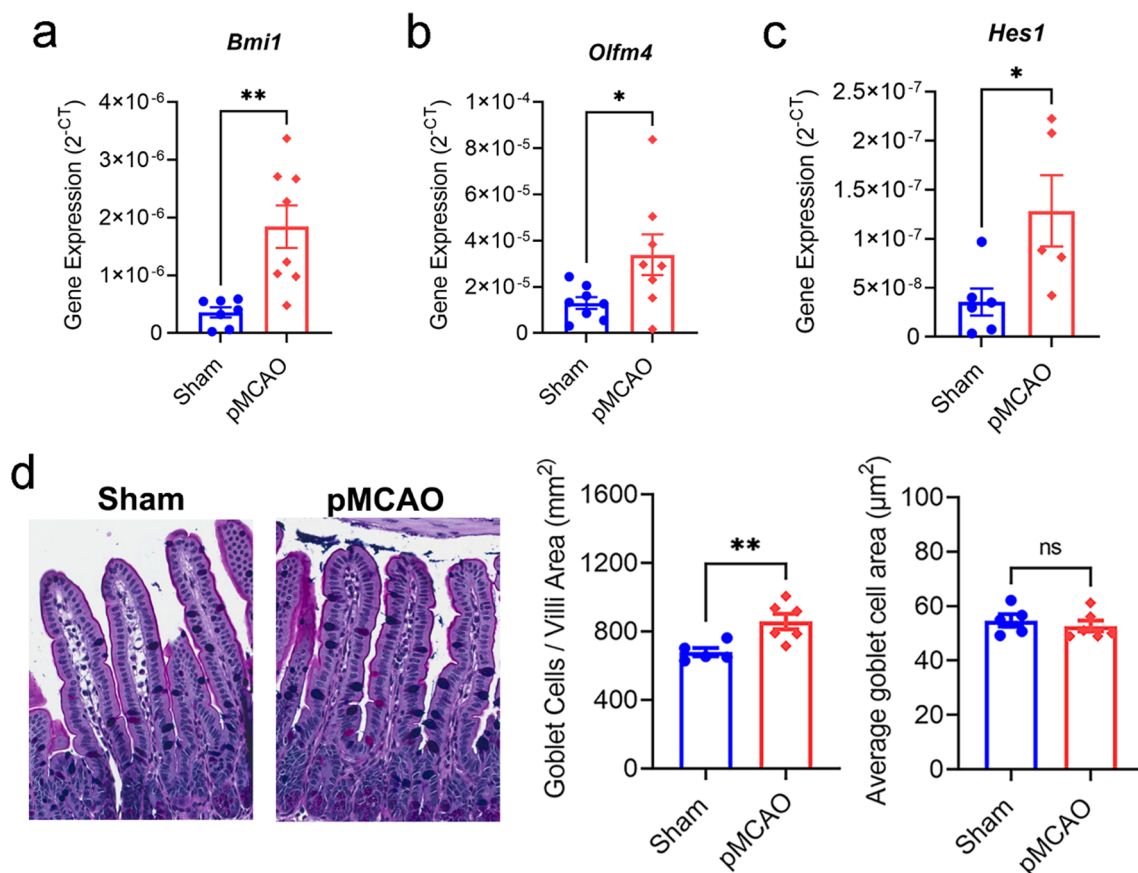 a
Bmi1
Gene Expression (2^-CT)
4×10^-6
3×10^-6
2×10^-6
1×10^-6
0
**
Sham
pMCAO
b
Olfm4
Gene Expression (2^-CT)
1×10^-4
8×10^-5
6×10^-5
4×10^-5
2×10^-5
0
*
Sham
pMCAO
c
Hes1
Gene Expression (2^-CT)
2.5×10^-7
2×10^-7
1.5×10^-7
1×10^-7
5×10^-8
0
*
Sham
pMCAO
d
Sham
pMCAO
Goblet Cells / Villi Area (mm²)
1600
1200
800
400
0
**
Sham
pMCAO
Average goblet cell area (µm²)
100
80
60
40
20
0
ns
Sham
pMCAO